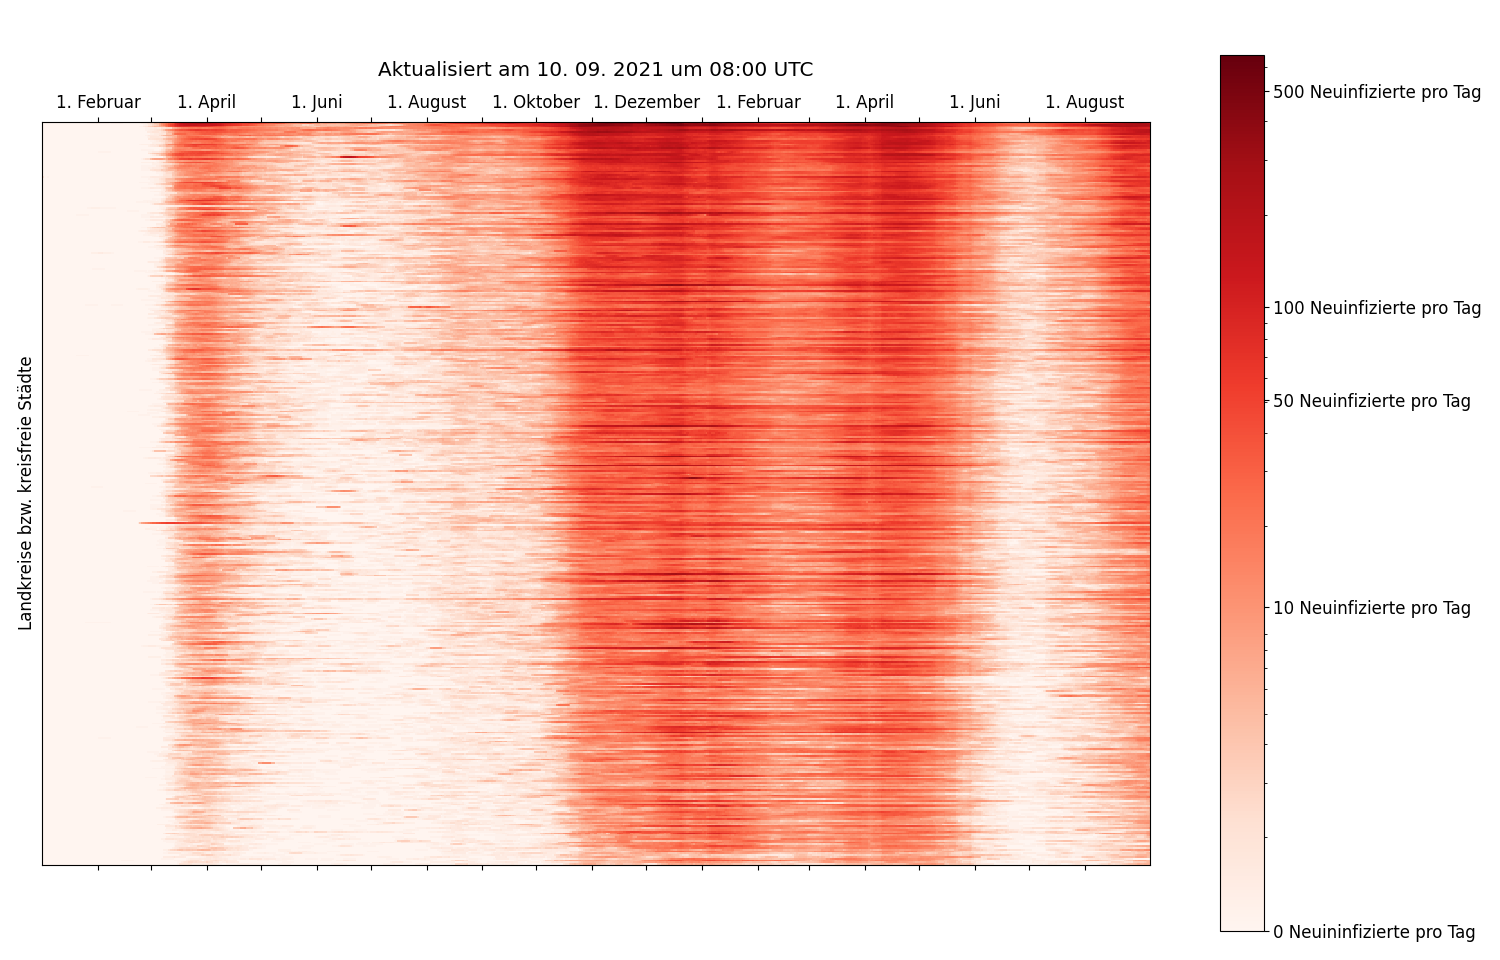 Aktualisiert am 10. 09. 2021 um 08:00 UTC
1. Februar 1. April 1. Juni 1. August 1. Oktober 1. Dezember 1. Februar 1. April 1. Juni 1. August
Landkreise bzw. kreisfreie Städte
500 Neuinfizierte pro Tag
100 Neuinfizierte pro Tag
50 Neuinfizierte pro Tag
10 Neuinfizierte pro Tag
0 Neuininfizierte pro Tag